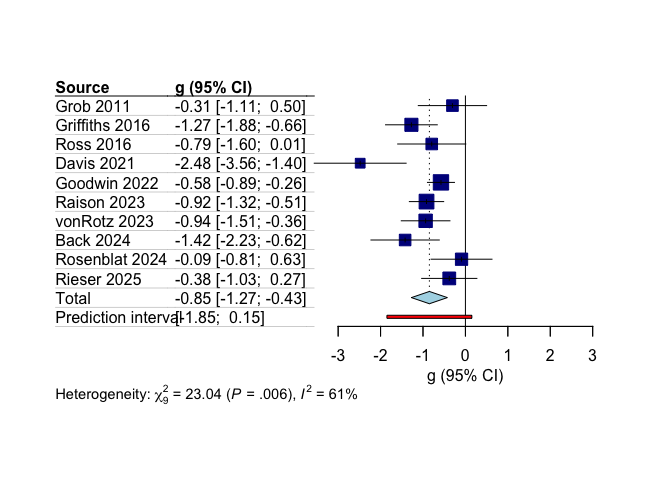 Source g (95% CI)
Grob 2011 -0.31 [-1.11; 0.50]
Griffiths 2016 -1.27 [-1.88; -0.66]
Ross 2016 -0.79 [-1.60; 0.01]
Davis 2021 -2.48 [-3.56; -1.40]
Goodwin 2022 -0.58 [-0.89; -0.26]
Raison 2023 -0.92 [-1.32; -0.51]
vonRotz 2023 -0.94 [-1.51; -0.36]
Back 2024 -1.42 [-2.23; -0.62]
Rosenblat 2024 -0.09 [-0.81; 0.63]
Rieser 2025 -0.38 [-1.03; 0.27]
Total -0.85 [-1.27; -0.43]
Prediction interval [-1.85; 0.15]
-3 -2 -1 0 1 2 3
g (95% CI)
Heterogeneity: χ²₉ = 23.04 (P = .006), I² = 61%